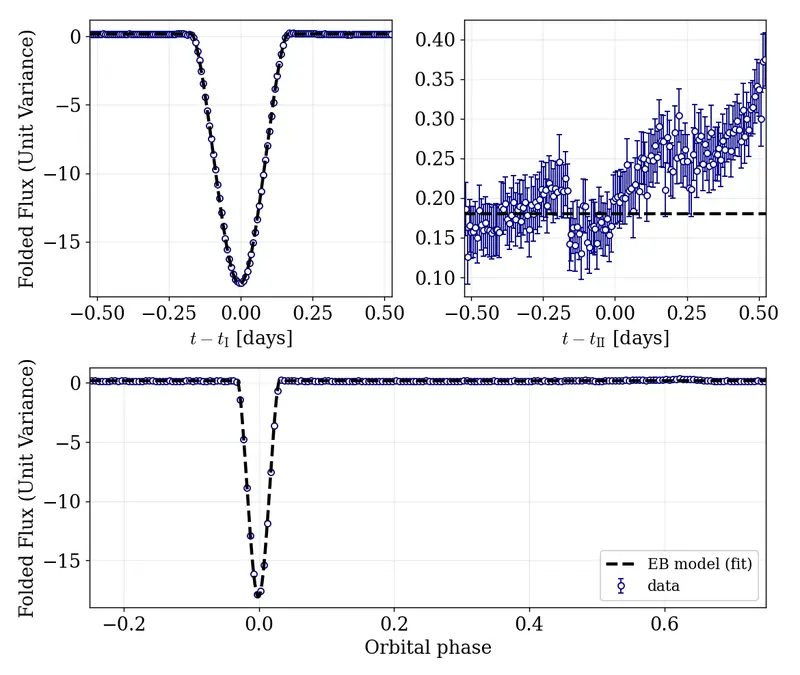 Folded Flux (Unit Variance)
0
−5
−10
−15
−0.50 −0.25 0.00 0.25 0.50
t − t_I [days]
0.40
0.35
0.30
0.25
0.20
0.15
0.10
−0.50 −0.25 0.00 0.25 0.50
t − t_II [days]
Folded Flux (Unit Variance)
0
−5
−10
−15
−0.2 0.0 0.2 0.4 0.6
Orbital phase
EB model (fit)
data